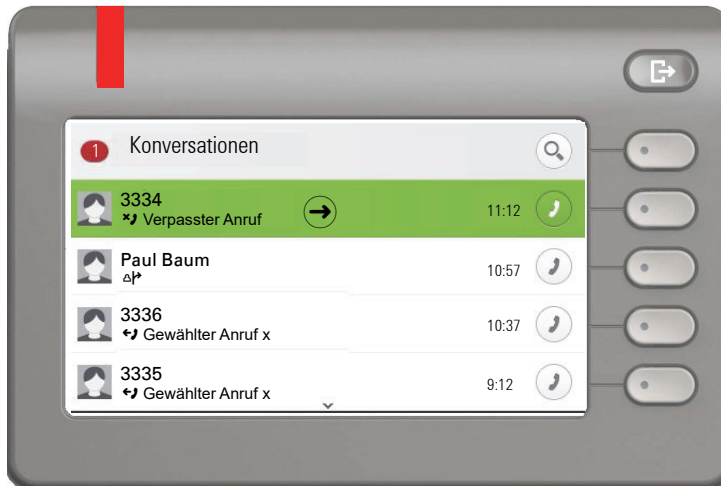 1 Konversationen
3334
Verpasster Anruf
11:12
Paul Baum
10:57
3336
Gewählter Anruf x
10:37
3335
Gewählter Anruf x
9:12